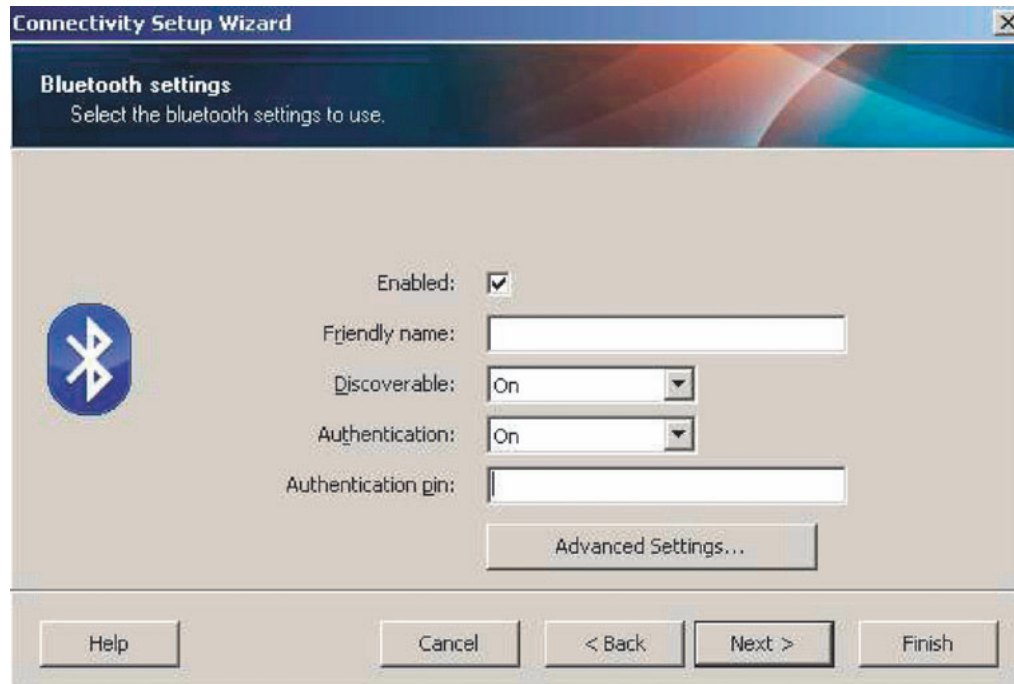 Connectivity Setup Wizard
Bluetooth settings
Select the bluetooth settings to use.
Enabled:
Friendly name:
Discoverable: On
Authentication: On
Authentication pin:
Advanced Settings...
Help Cancel < Back Next > Finish